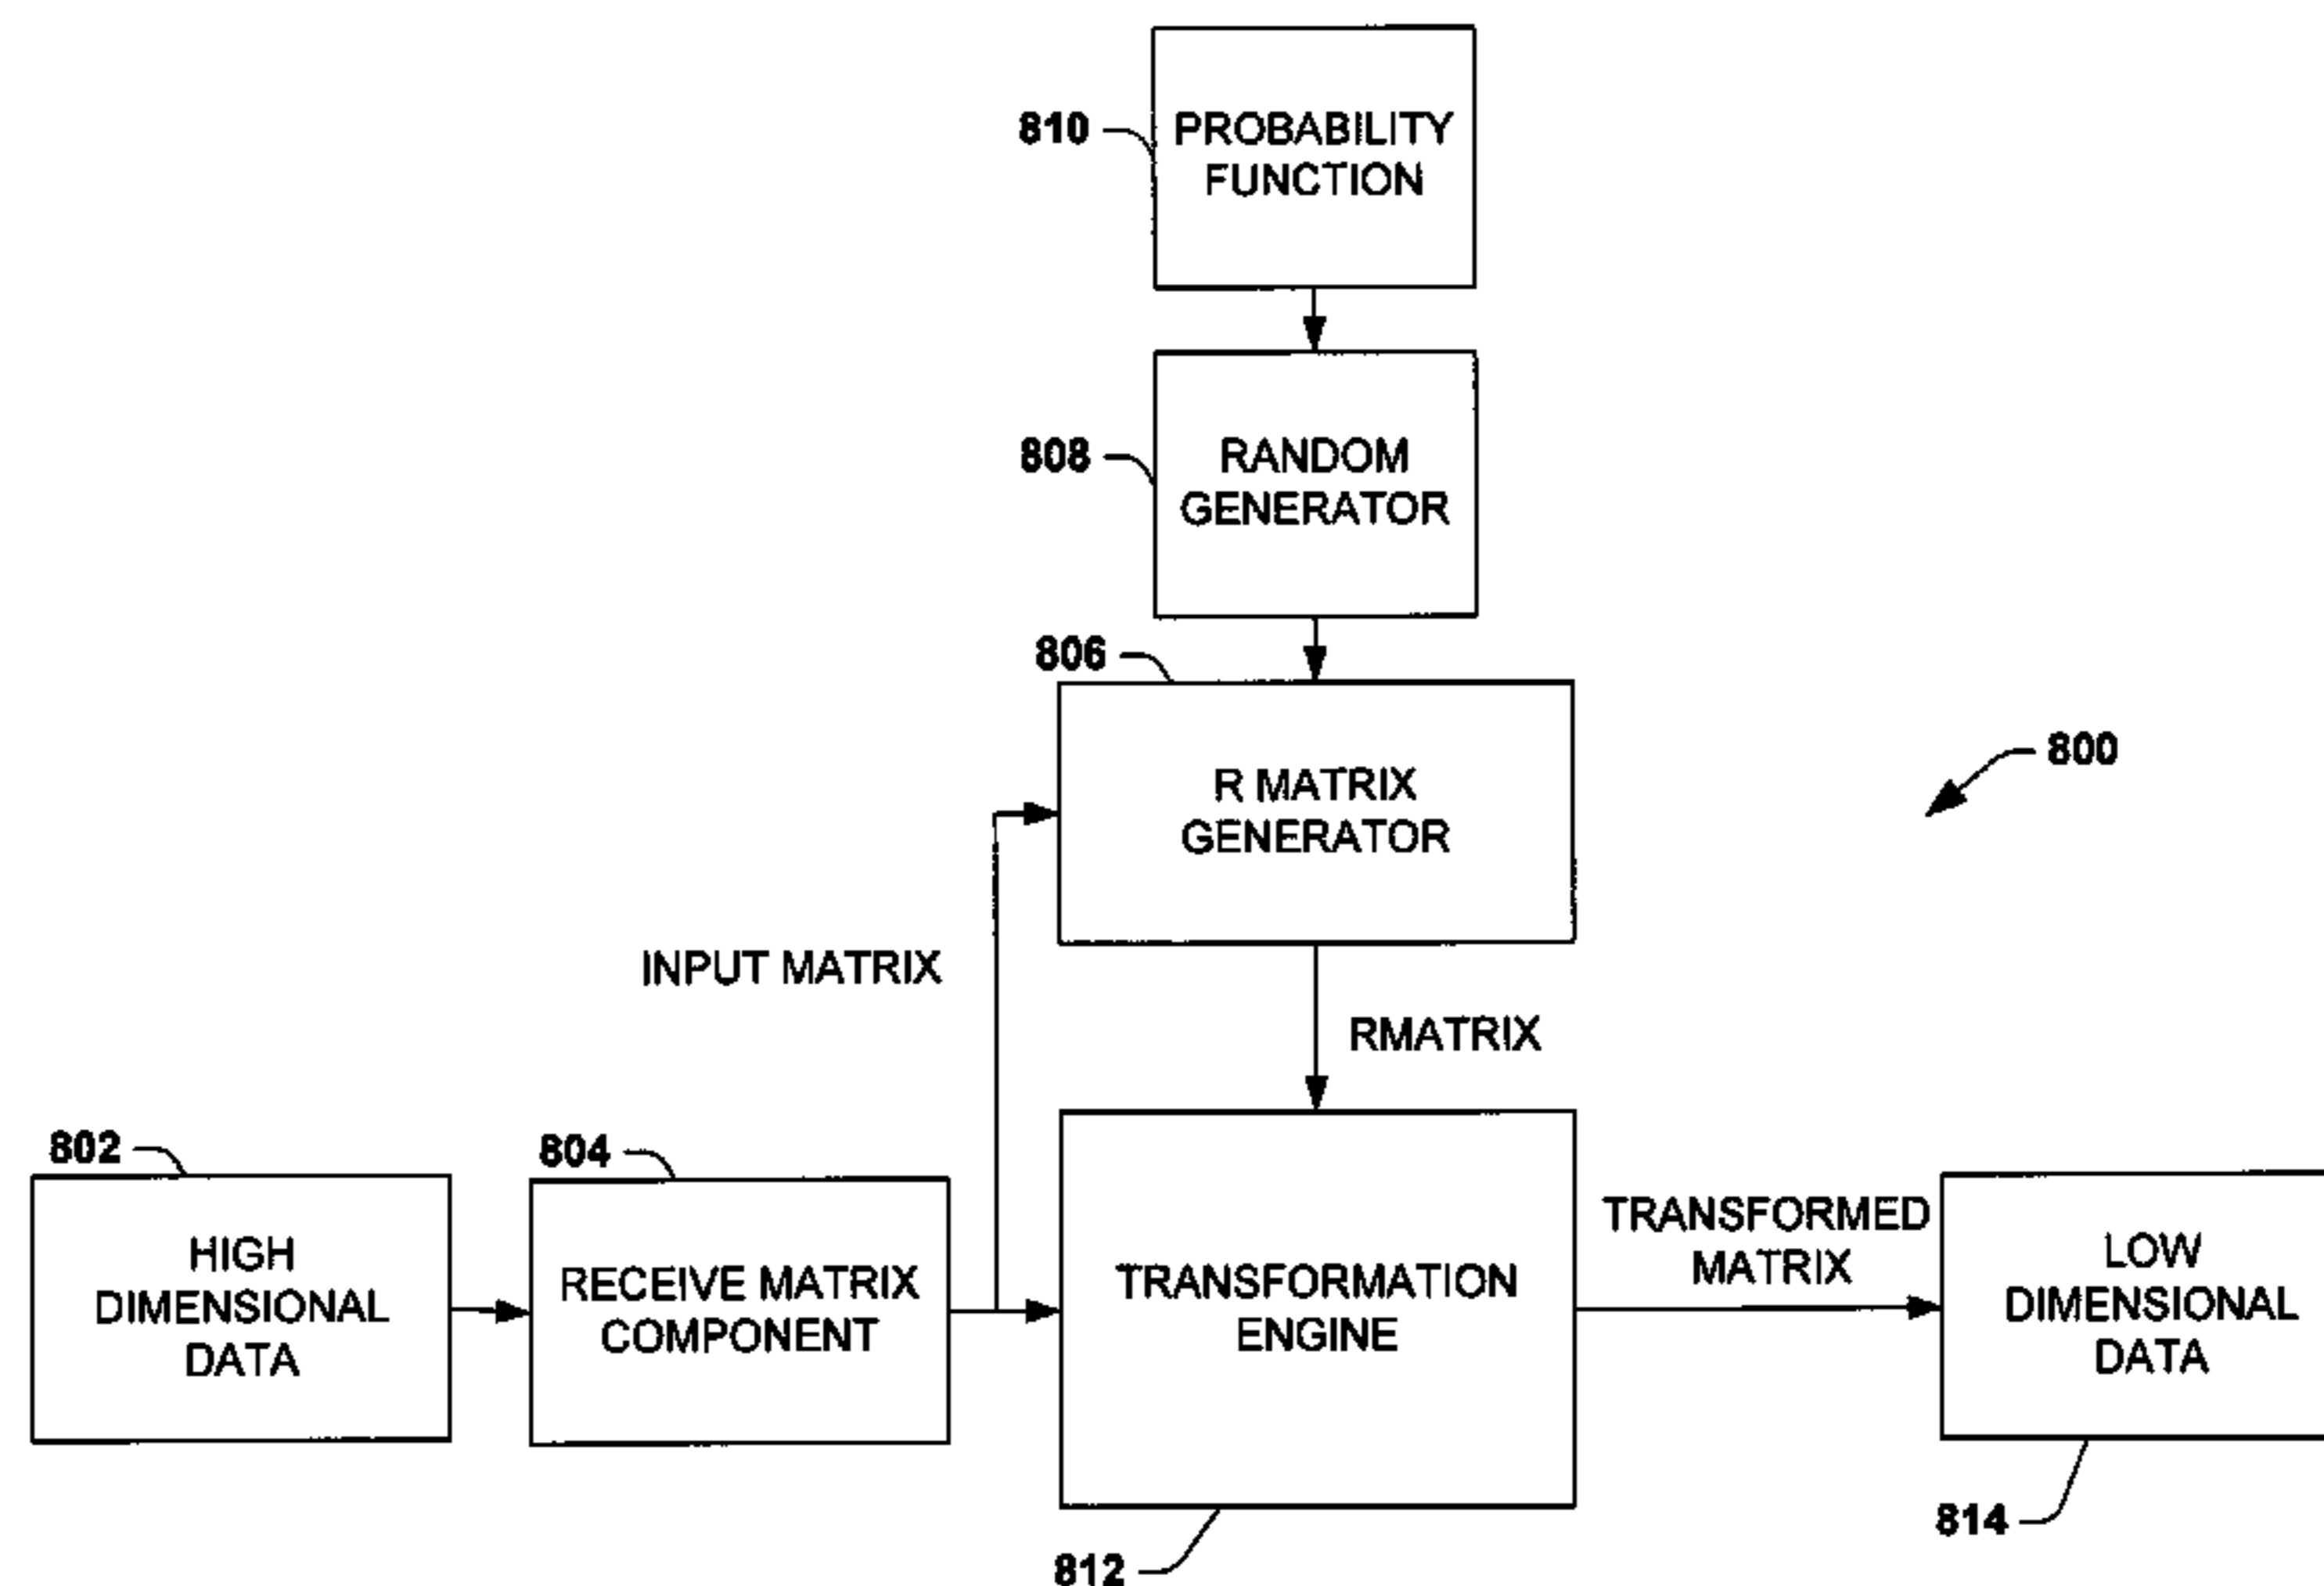 810
PROBABILITY
FUNCTION
808
RANDOM
GENERATOR
806
R MATRIX
GENERATOR
800
INPUT MATRIX
RMATRIX
802
HIGH
DIMENSIONAL
DATA
804
RECEIVE MATRIX
COMPONENT
TRANSFORMATION
ENGINE
812
TRANSFORMED
MATRIX
LOW
DIMENSIONAL
DATA
814